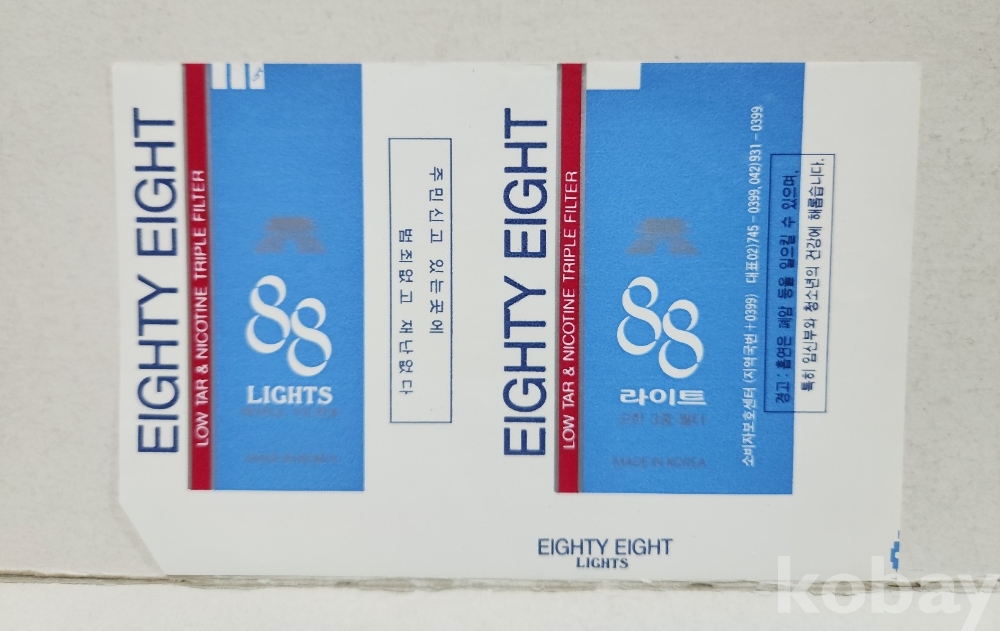 EIGHTY EIGHT
LOW TAR & NICOTINE TRIPLE FILTER
88
LIGHTS
주민신고 있는곳에
범죄없고 재난없다
EIGHTY EIGHT
LOW TAR & NICOTINE TRIPLE FILTER
88
라이트
MADE IN KOREA
소비자보호센터 (지역국번+0399) 대표02)745-0399, 042)931-0399
경고 : 흡연은 폐암 등을 일으킬 수 있으며,
특히 임신부와 청소년의 건강에 해롭습니다.
EIGHTY EIGHT
LIGHTS
kobay